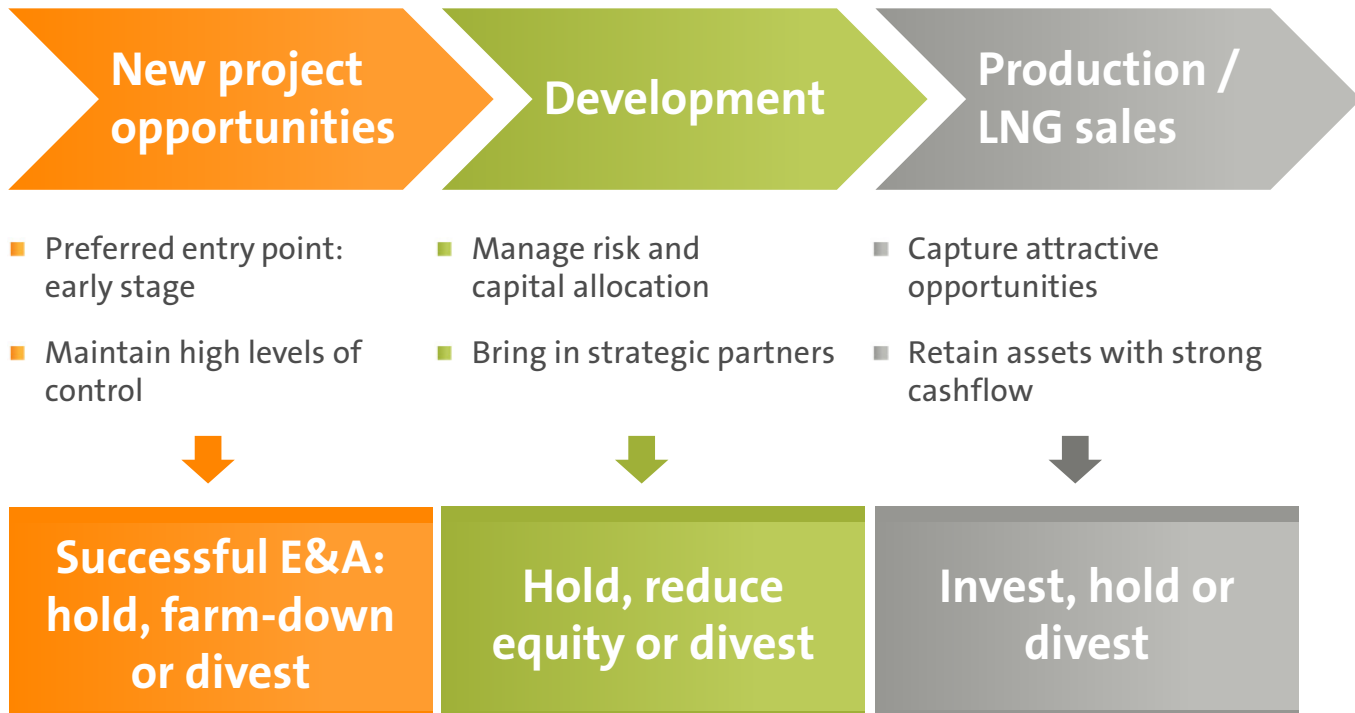 New project
opportunities
Development
Production /
LNG sales
Preferred entry point:
early stage
Maintain high levels of
control
Manage risk and
capital allocation
Bring in strategic partners
Capture attractive
opportunities
Retain assets with strong
cashflow
Successful E&A:
hold, farm-down
or divest
Hold, reduce
equity or divest
Invest, hold or
divest